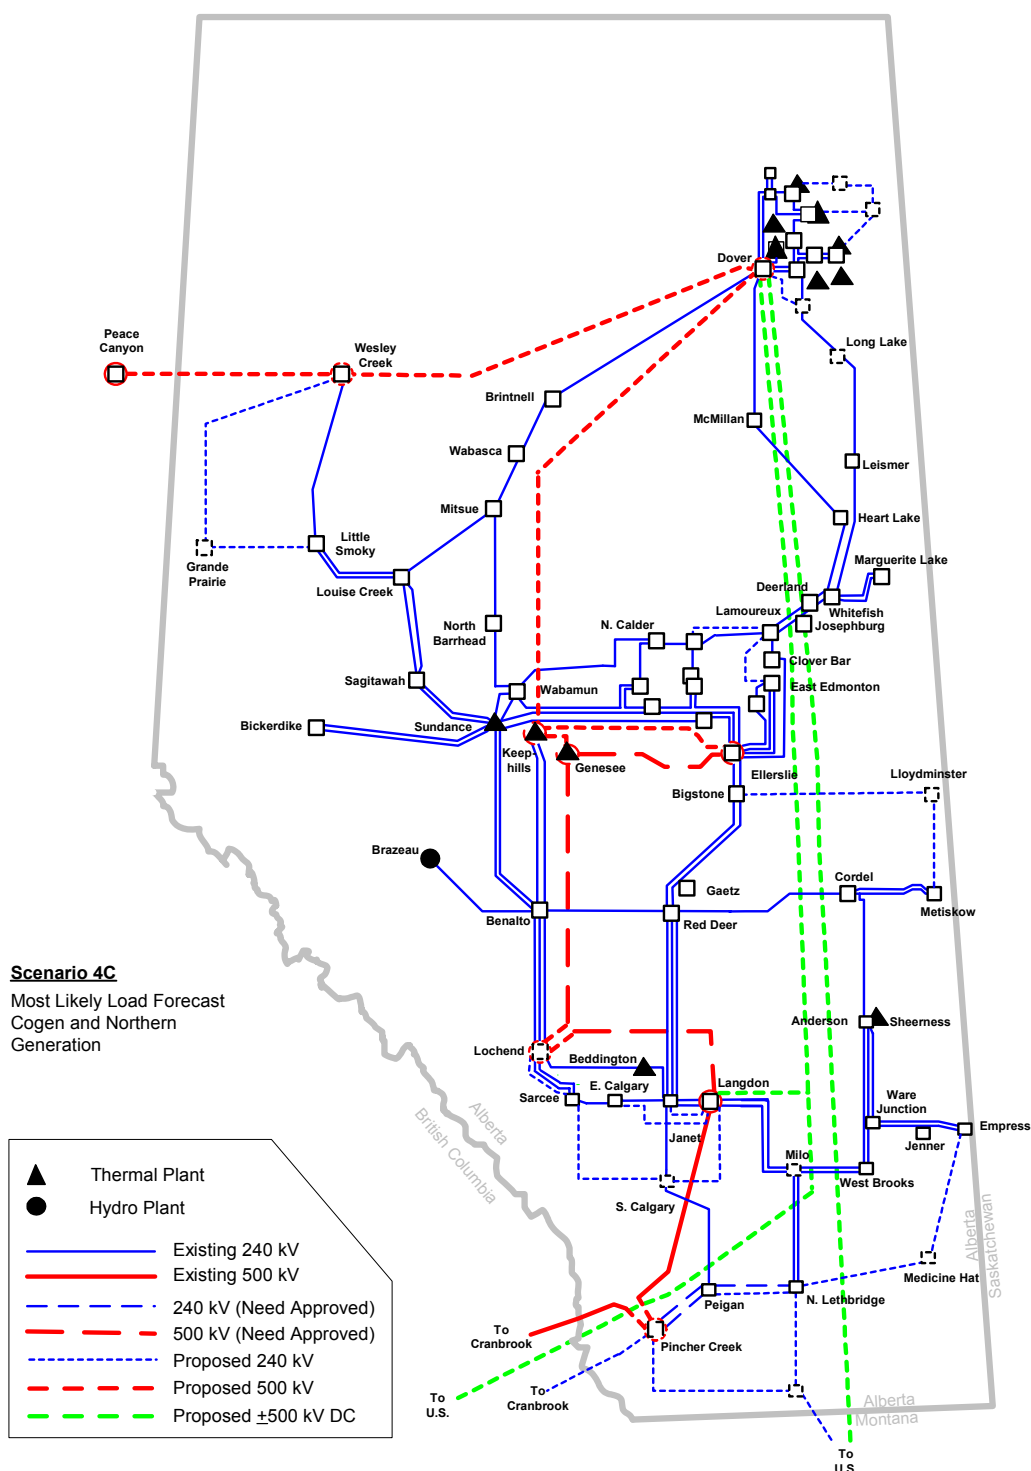 Dover
Peace
Canyon
Wesley
Creek
Long Lake
Brintnell
McMillan
Wabasca
Leismer
Mitsue
Heart Lake
Little
Smoky
Grande
Prairie
Marguerite Lake
Louise Creek
Deerland
Whitefish
Lamoureux
Josephburg
North
Barrhead
N. Calder
Clover Bar
Sagitawah
Wabamun
East Edmonton
Bickerdike
Sundance
Keep-
hills
Genesee
Ellerslie
Lloydminster
Bigstone
Brazeau
Gaetz
Cordel
Metiskow
Benalto
Red Deer
Scenario 4C
Most Likely Load Forecast
Cogen and Northern
Generation
Anderson
Sheerness
Lochend
Beddington
E. Calgary
Langdon
Sarcee
Ware
Junction
Empress
Jenner
Janet
Alberta
British Columbia
Milo
West Brooks
S. Calgary
Alberta
Saskatchewan
Medicine Hat
Peigan
N. Lethbridge
To
Cranbrook
Pincher Creek
To
U.S.
To
Cranbrook
Alberta
Montana
To
U.S
Thermal Plant
Hydro Plant
Existing 240 kV
Existing 500 kV
240 kV (Need Approved)
500 kV (Need Approved)
Proposed 240 kV
Proposed 500 kV
Proposed ±500 kV DC